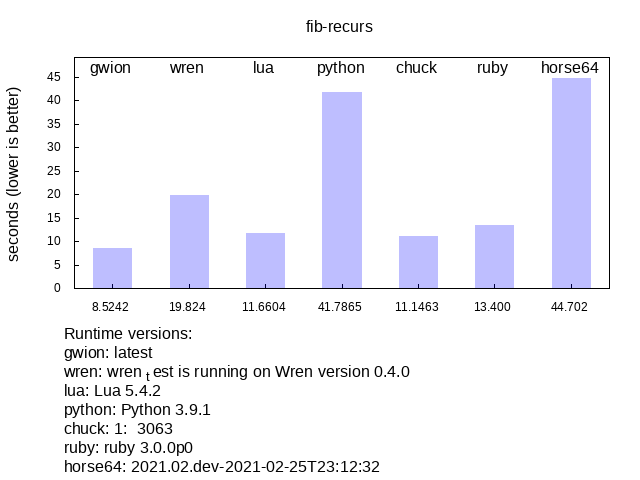 fib-recurs
gwion wren lua python chuck ruby horse64
seconds (lower is better)
45
40
35
30
25
20
15
10
5
0
8.5242 19.824 11.6604 41.7865 11.1463 13.400 44.702
Runtime versions:
gwion: latest
wren: wren t est is running on Wren version 0.4.0
lua: Lua 5.4.2
python: Python 3.9.1
chuck: 1:  3063
ruby: ruby 3.0.0p0
horse64: 2021.02.dev-2021-02-25T23:12:32